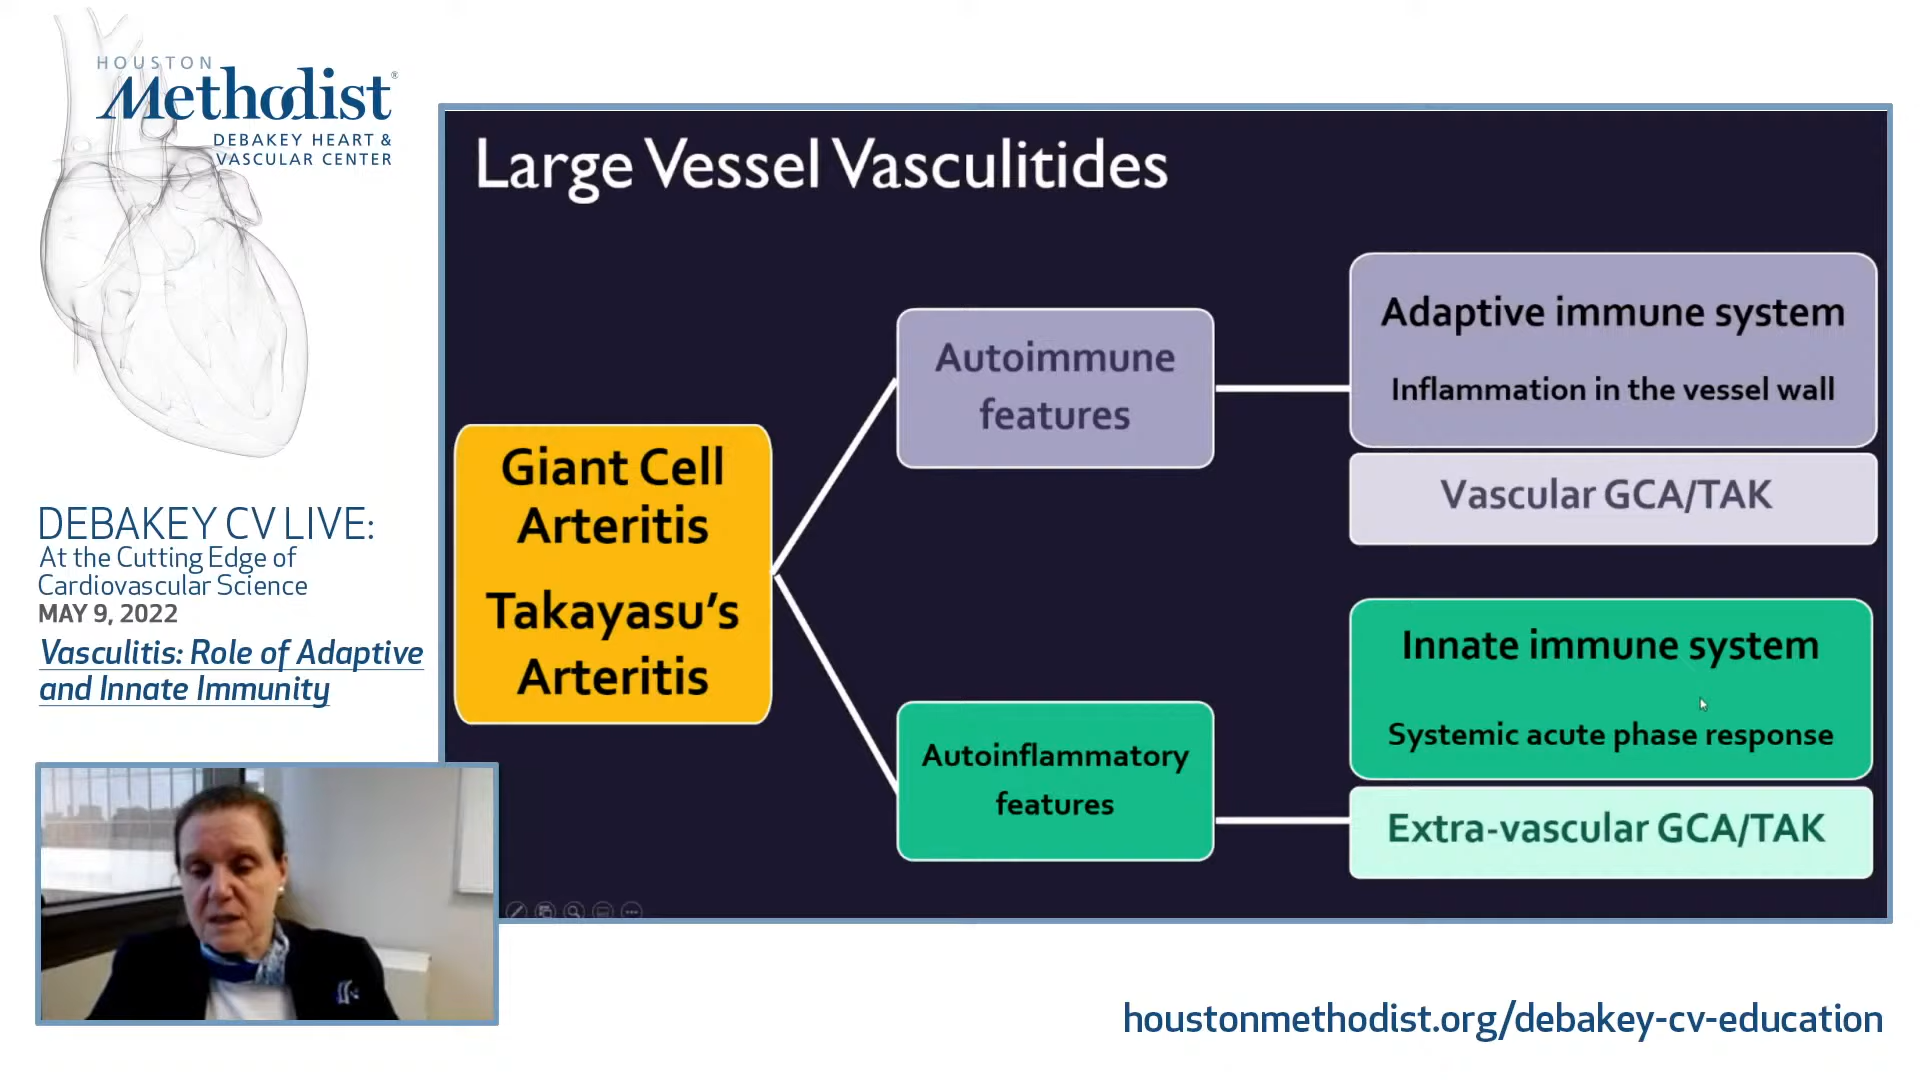 HOUSTON
Methodist®
DEBAKEY HEART &
VASCULAR CENTER
DEBAKEY CV LIVE:
At the Cutting Edge of
Cardiovascular Science
MAY 9, 2022
Vasculitis: Role of Adaptive
and Innate Immunity
Large Vessel Vasculitides
Giant Cell
Arteritis
Takayasu's
Arteritis
Autoimmune
features
Adaptive immune system
Inflammation in the vessel wall
Vascular GCA/TAK
Autoinflammatory
features
Innate immune system
Systemic acute phase response
Extra-vascular GCA/TAK
houstonmethodist.org/debakey-cv-education